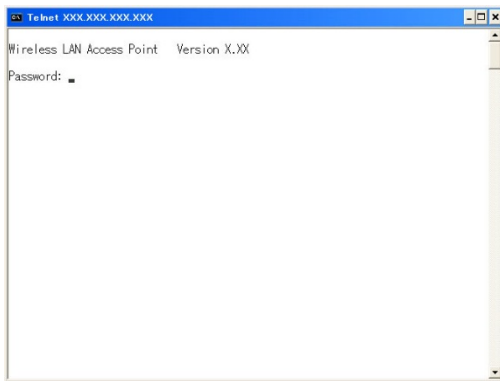 Telnet XXX.XXX.XXX.XXX
Wireless LAN Access Point Version X.XX
Password: